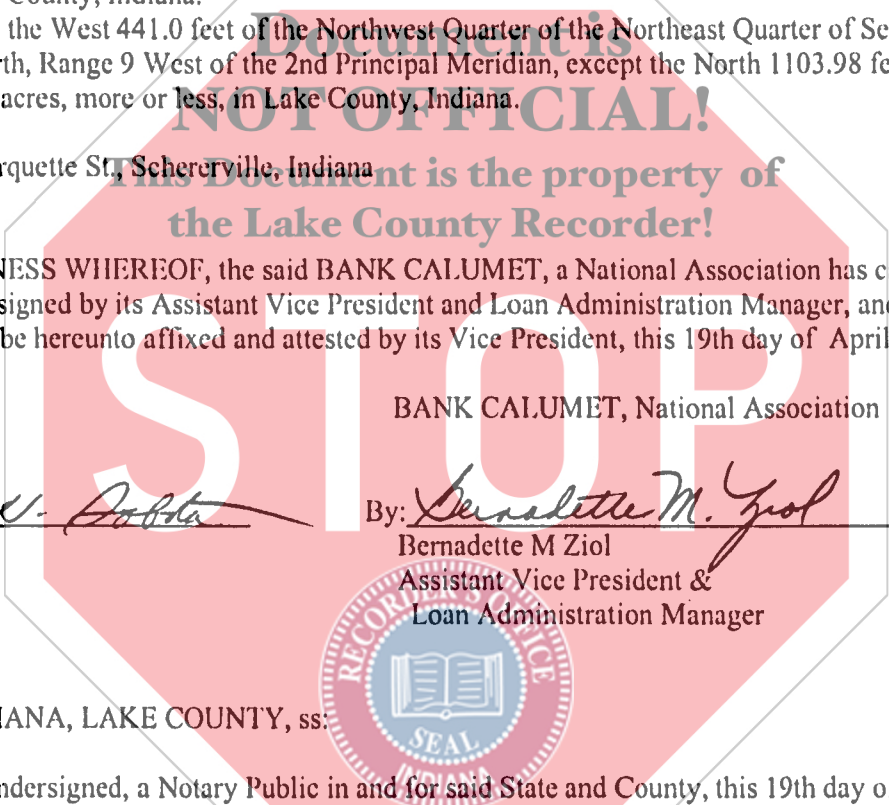 County, Indiana.
the West 441.0 feet of the Northwest Quarter of the Northeast Quarter of Se
Document is
rth, Range 9 West of the 2nd Principal Meridian, except the North 1103.98 fe
acres, more or less, in Lake County, Indiana.
NOT OFFICIAL!
rquette St., Schererville, Indiana
This Document is the property of
the Lake County Recorder!
NESS WHEREOF, the said BANK CALUMET, a National Association has c
signed by its Assistant Vice President and Loan Administration Manager, and
be hereunto affixed and attested by its Vice President, this 19th day of April
STOP
BANK CALUMET, National Association
By: Bernadette M. Ziol
Bernadette M Ziol
Assistant Vice President &
Loan Administration Manager
RECORDER'S OFFICE
SEAL
INDIANA
IANA, LAKE COUNTY, ss:
ndersigned, a Notary Public in and for said State and County, this 19th day o